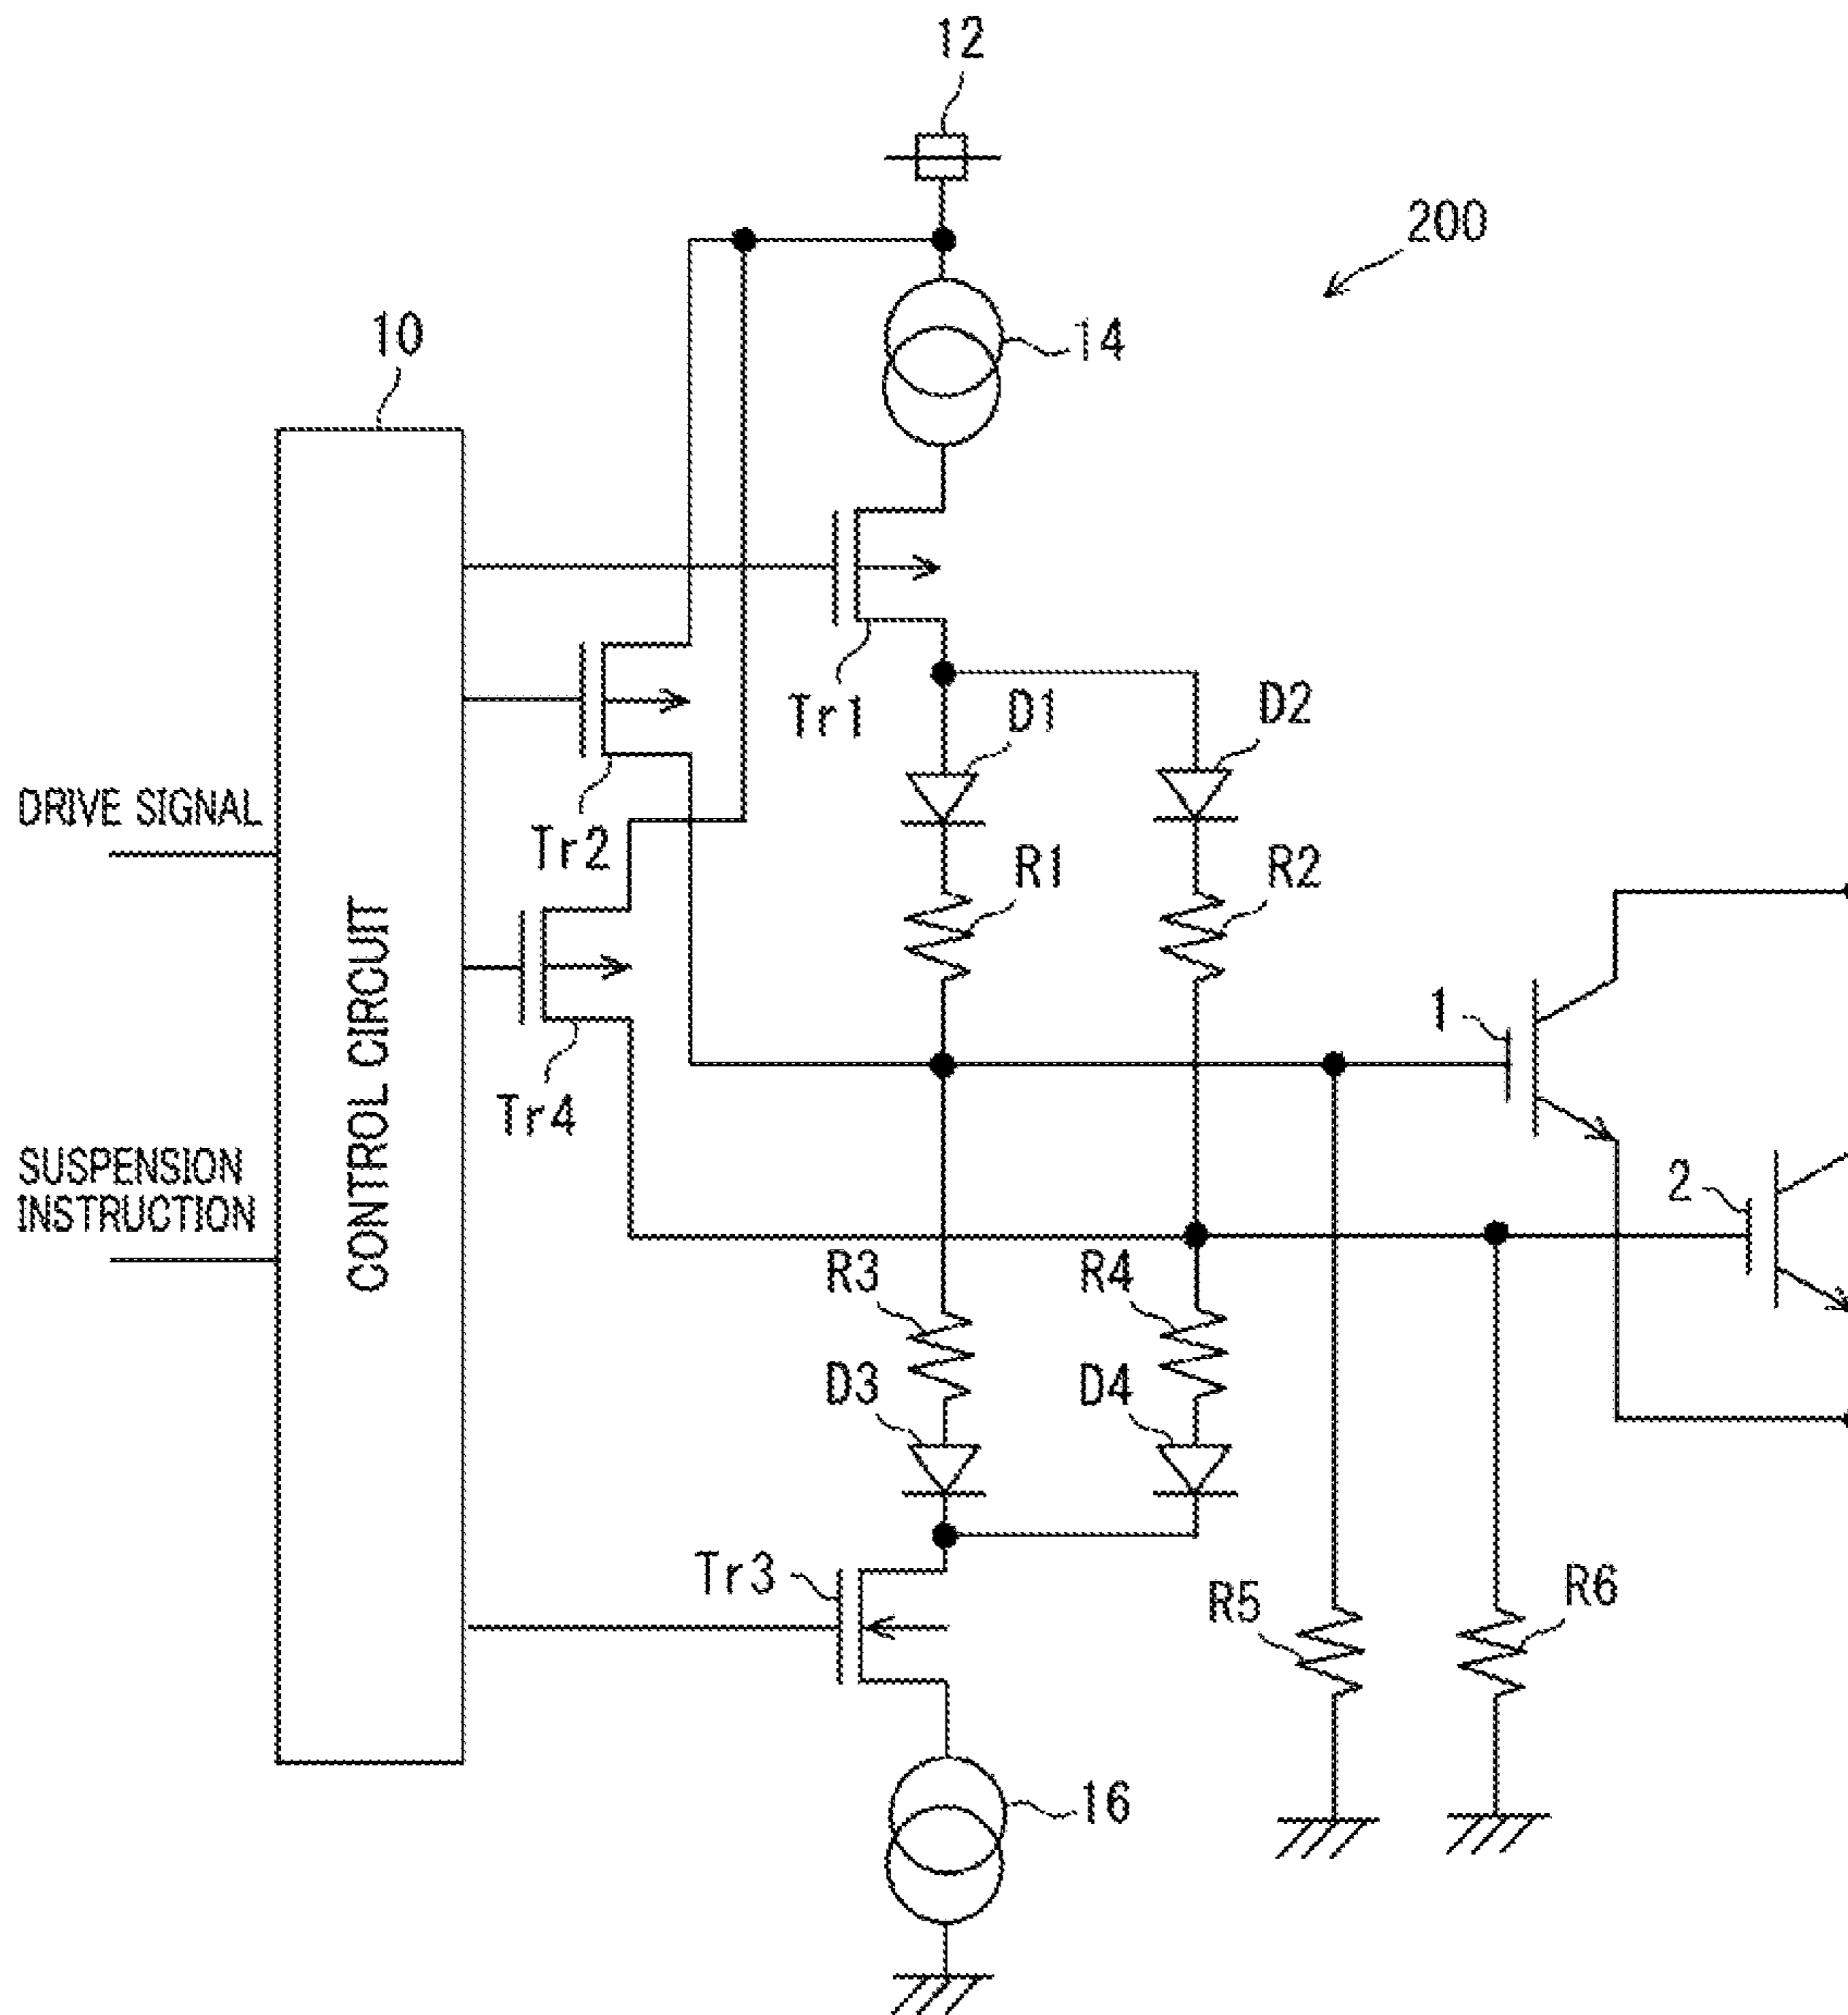 12
200
14
10
Tr1
D1
D2
DRIVE SIGNAL
Tr2
R1
R2
CONTROL CIRCUIT
1
Tr4
SUSPENSION
INSTRUCTION
2
R3
R4
D3
D4
Tr3
R5
R6
16